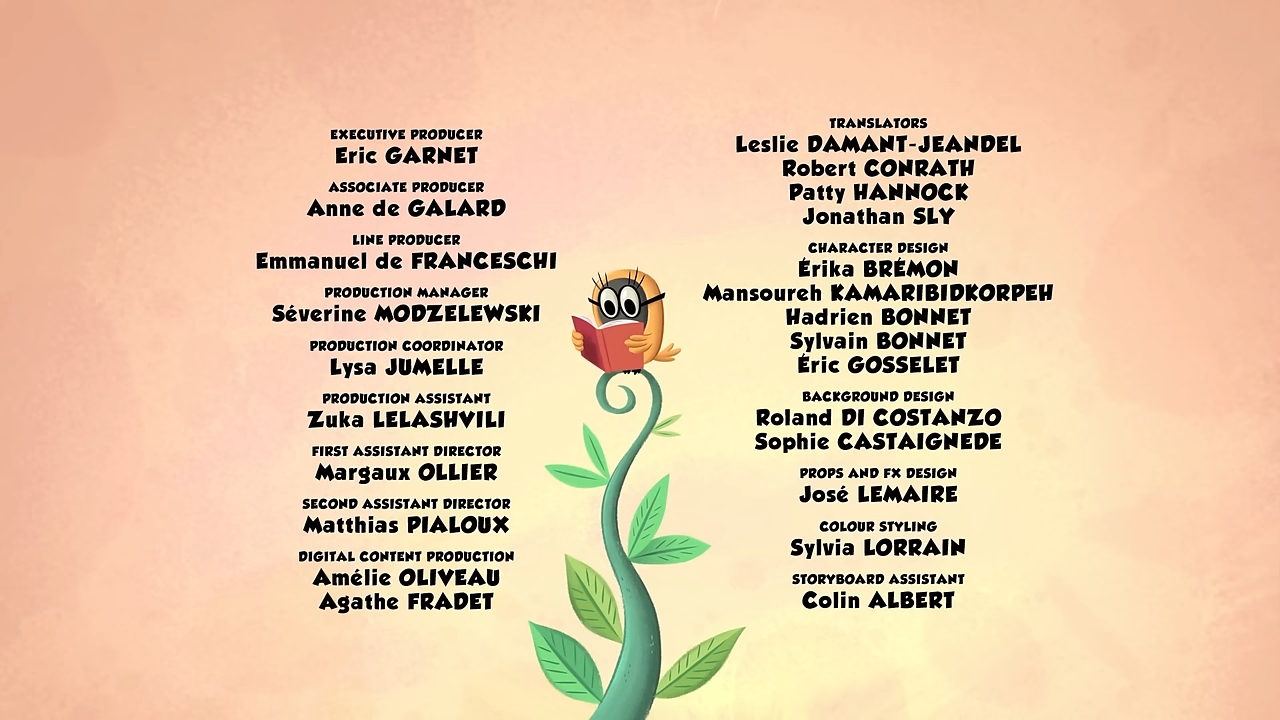 EXECUTIVE PRODUCER
Eric GARNET
ASSOCIATE PRODUCER
Anne de GALARD
LINE PRODUCER
Emmanuel de FRANCESCHI
PRODUCTION MANAGER
Séverine MODZELEWSKI
PRODUCTION COORDINATOR
Lysa JUMELLE
PRODUCTION ASSISTANT
Zuka LELASHVILI
FIRST ASSISTANT DIRECTOR
Margaux OLLIER
SECOND ASSISTANT DIRECTOR
Matthias PIALOUX
DIGITAL CONTENT PRODUCTION
Amélie OLIVEAU
Agathe FRADET
TRANSLATORS
Leslie DAMANT-JEANDEL
Robert CONRATH
Patty HANNOCK
Jonathan SLY
CHARACTER DESIGN
Érika BRÉMON
Mansoureh KAMARIBIDKORPEH
Hadrien BONNET
Sylvain BONNET
Éric GOSSELET
BACKGROUND DESIGN
Roland DI COSTANZO
Sophie CASTAIGNEDE
PROPS AND FX DESIGN
José LEMAIRE
COLOUR STYLING
Sylvia LORRAIN
STORYBOARD ASSISTANT
Colin ALBERT